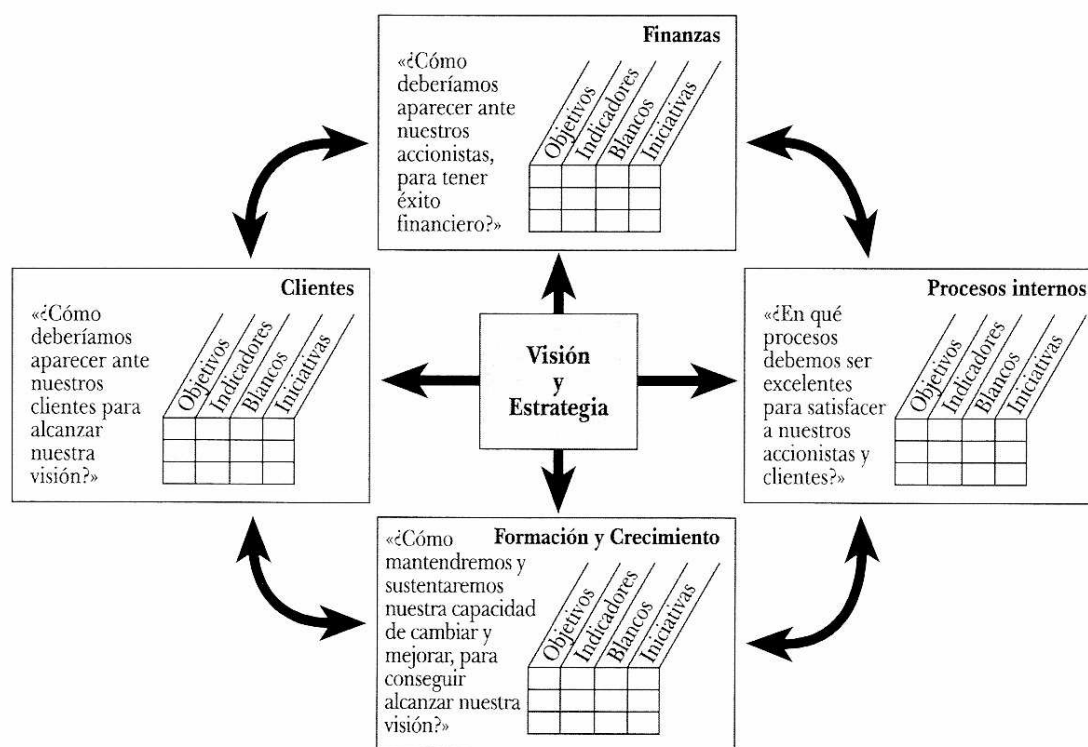 Finanzas
«¿Cómo
deberíamos
aparecer ante
nuestros
accionistas,
para tener
éxito
financiero?»
Objetivos
Indicadores
Blancos
Iniciativas
Clientes
«¿Cómo
deberíamos
aparecer ante
nuestros
clientes para
alcanzar
nuestra
visión?»
Objetivos
Indicadores
Blancos
Iniciativas
Visión
y
Estrategia
Procesos internos
«¿En qué
procesos
debemos ser
excelentes
para satisfacer
a nuestros
accionistas y
clientes?»
Objetivos
Indicadores
Blancos
Iniciativas
Formación y Crecimiento
«¿Cómo
mantendremos y
sustentaremos
nuestra capacidad
de cambiar y
mejorar, para
conseguir
alcanzar nuestra
visión?»
Objetivos
Indicadores
Blancos
Iniciativas